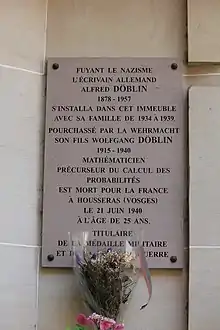 FUYANT LE NAZISME
L'ÉCRIVAIN ALLEMAND
ALFRED DÖBLIN
1878 - 1957
S'INSTALLA DANS CET IMMEUBLE
AVEC SA FAMILLE DE 1934 À 1939.
POURCHASSÉ PAR LA WEHRMACHT
SON FILS WOLFGANG DÖBLIN
1915 - 1940
MATHÉMATICIEN
PRÉCURSEUR DU CALCUL DES
PROBABILITÉS
EST MORT POUR LA FRANCE
À HOUSSERAS (VOSGES)
LE 21 JUIN 1940
À L'ÂGE DE 25 ANS.
TITULAIRE
DE LA MÉDAILLE MILITAIRE
ET D GUERRE